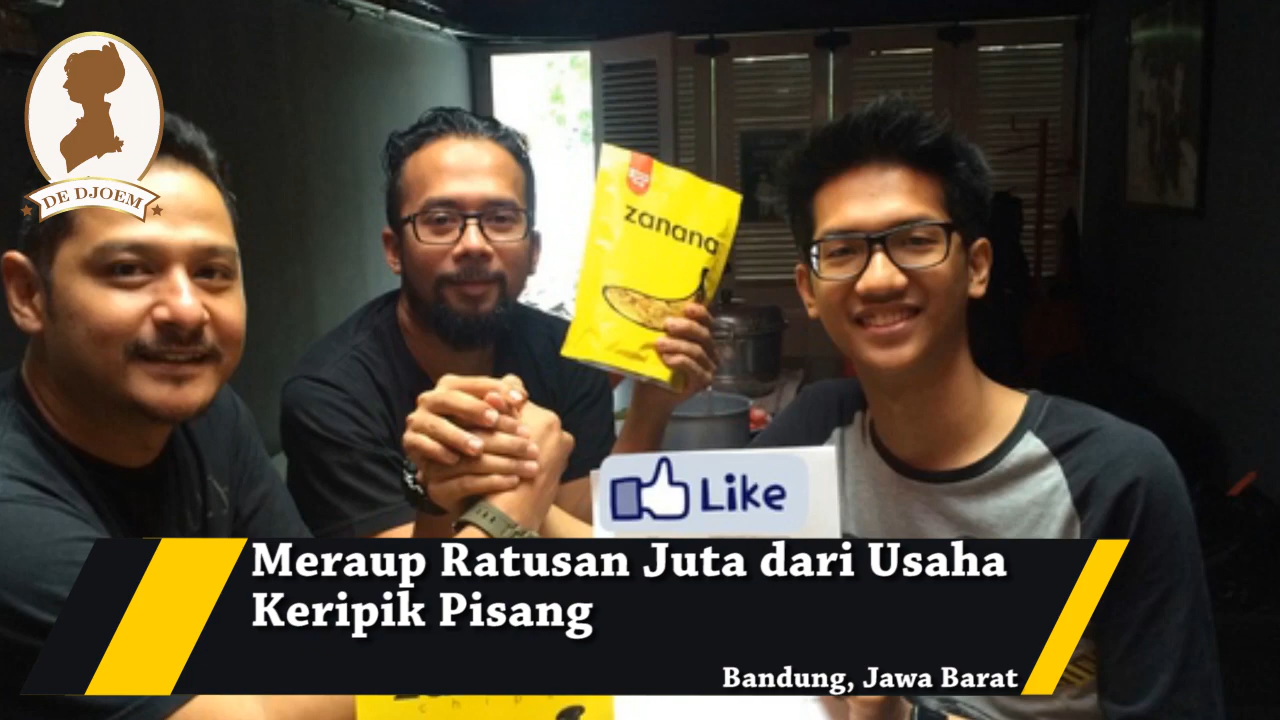 DE DJOEM
zanana
Like
Meraup Ratusan Juta dari Usaha
Keripik Pisang
Bandung, Jawa Barat